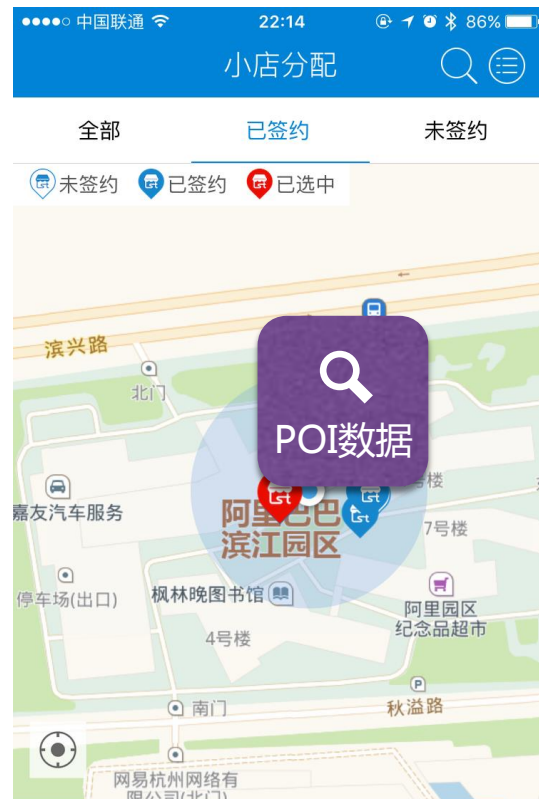 中国联通 22:14 86%
小店分配
全部 已签约 未签约
未签约 已签约 已选中
滨兴路
北门
POI数据
号楼
嘉友汽车服务
阿里巴巴
滨江园区
7号楼
停车场(出口)
枫林晚图书馆
阿里园区
纪念品超市
4号楼
P
南门
秋溢路
网易杭州网络有
限公司(北门)